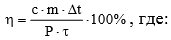 η = (c · m · Δt) / (P · τ) · 100% , где: